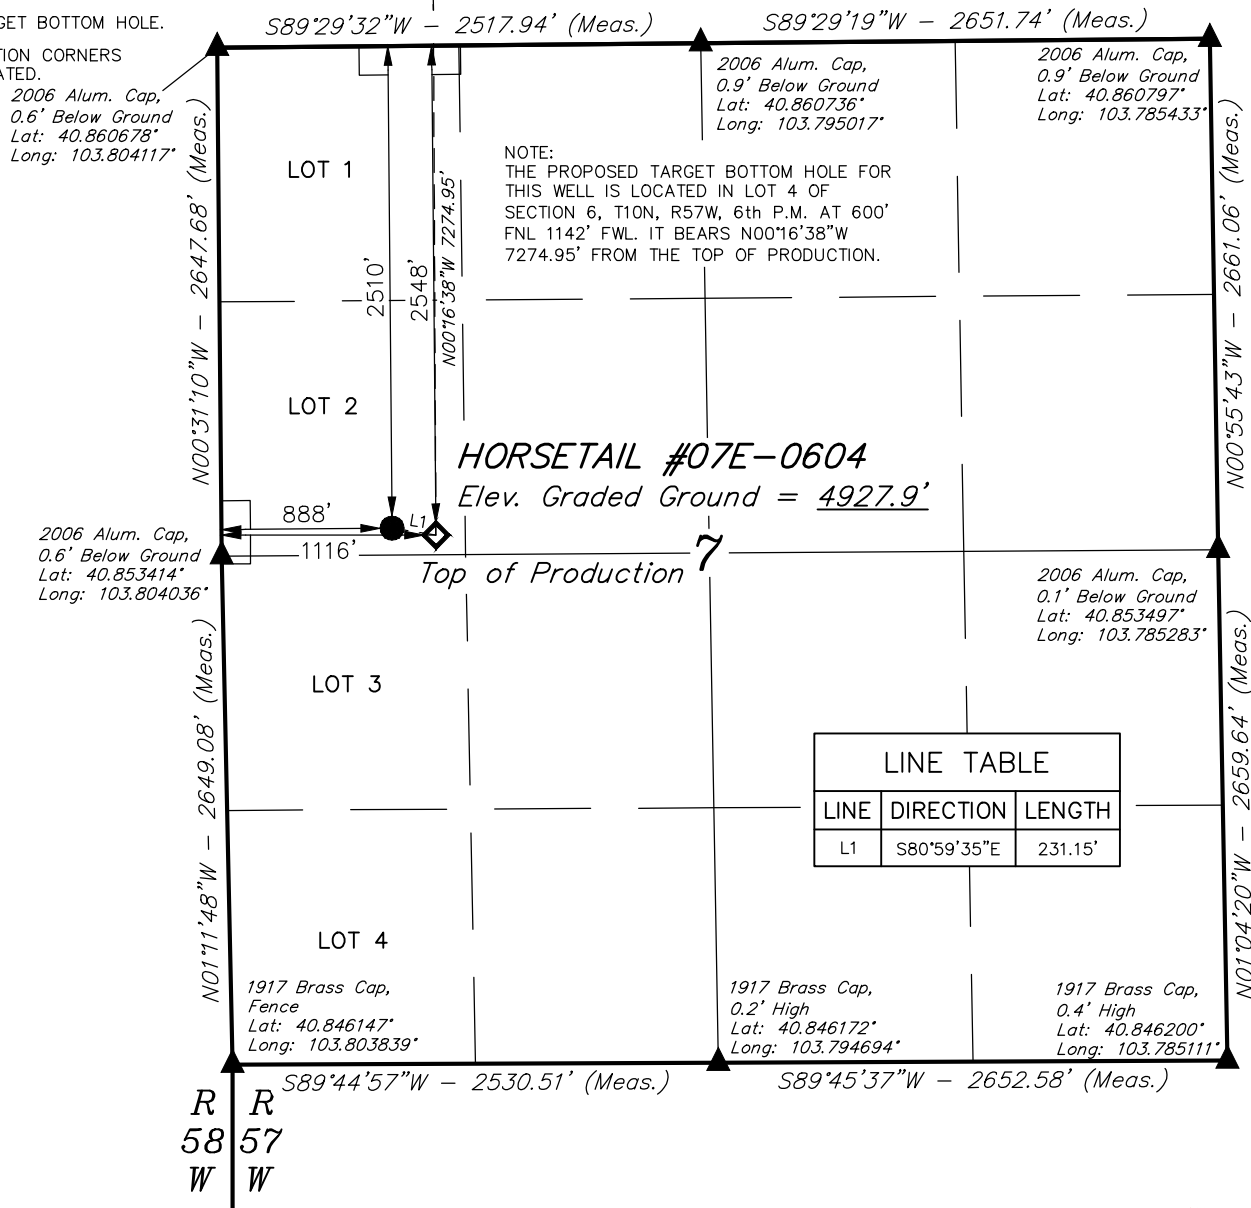 GET BOTTOM HOLE.
TION CORNERS
ATED.
S89°29'32"W - 2517.94' (Meas.)
S89°29'19"W - 2651.74' (Meas.)
2006 Alum. Cap,
0.6' Below Ground
Lat: 40.860678°
Long: 103.804117°
2006 Alum. Cap,
0.9' Below Ground
Lat: 40.860736°
Long: 103.795017°
2006 Alum. Cap,
0.9' Below Ground
Lat: 40.860797°
Long: 103.785433°
NOTE:
THE PROPOSED TARGET BOTTOM HOLE FOR
THIS WELL IS LOCATED IN LOT 4 OF
SECTION 6, T10N, R57W, 6th P.M. AT 600'
FNL 1142' FWL. IT BEARS N00°16'38"W
7274.95' FROM THE TOP OF PRODUCTION.
LOT 1
N00°31'10"W - 2647.68' (Meas.)
2510'
2548'
N00°16'38"W 7274.95'
N00°55'43"W - 2661.06' (Meas.)
LOT 2
HORSETAIL #07E-0604
Elev. Graded Ground = 4927.9'
888'
L1
1116'
Top of Production
7
2006 Alum. Cap,
0.6' Below Ground
Lat: 40.853414°
Long: 103.804036°
2006 Alum. Cap,
0.1' Below Ground
Lat: 40.853497°
Long: 103.785283°
LOT 3
N01°11'48"W - 2649.08' (Meas.)
N01°04'20"W - 2659.64' (Meas.)
LINE TABLE
LINE DIRECTION LENGTH
L1 S80°59'35"E 231.15'
LOT 4
1917 Brass Cap,
Fence
Lat: 40.846147°
Long: 103.803839°
1917 Brass Cap,
0.2' High
Lat: 40.846172°
Long: 103.794694°
1917 Brass Cap,
0.4' High
Lat: 40.846200°
Long: 103.785111°
S89°44'57"W - 2530.51' (Meas.)
S89°45'37"W - 2652.58' (Meas.)
R R
58 57
W W